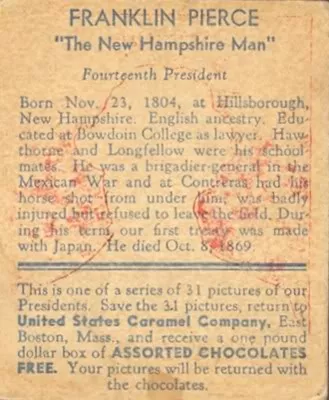 FRANKLIN PIERCE
"The New Hampshire Man"
Fourteenth President
Born Nov. 23, 1804, at Hillsborough,
New Hampshire. English ancestry. Edu-
cated at Bowdoin College as lawyer. Haw-
thorne and Longfellow were his school
mates. He was a brigadier-general in the
Mexican War and at Contreras had his
horse shot from under him, was badly
injured but refused to leave the field. Dur-
ing his term, our first treaty was made
with Japan. He died Oct. 8, 1869.
This is one of a series of 31 pictures of our
Presidents. Save the 31 pictures, return to
United States Caramel Company, East
Boston, Mass., and receive a one pound
dollar box of ASSORTED CHOCOLATES
FREE. Your pictures will be returned with
the chocolates.